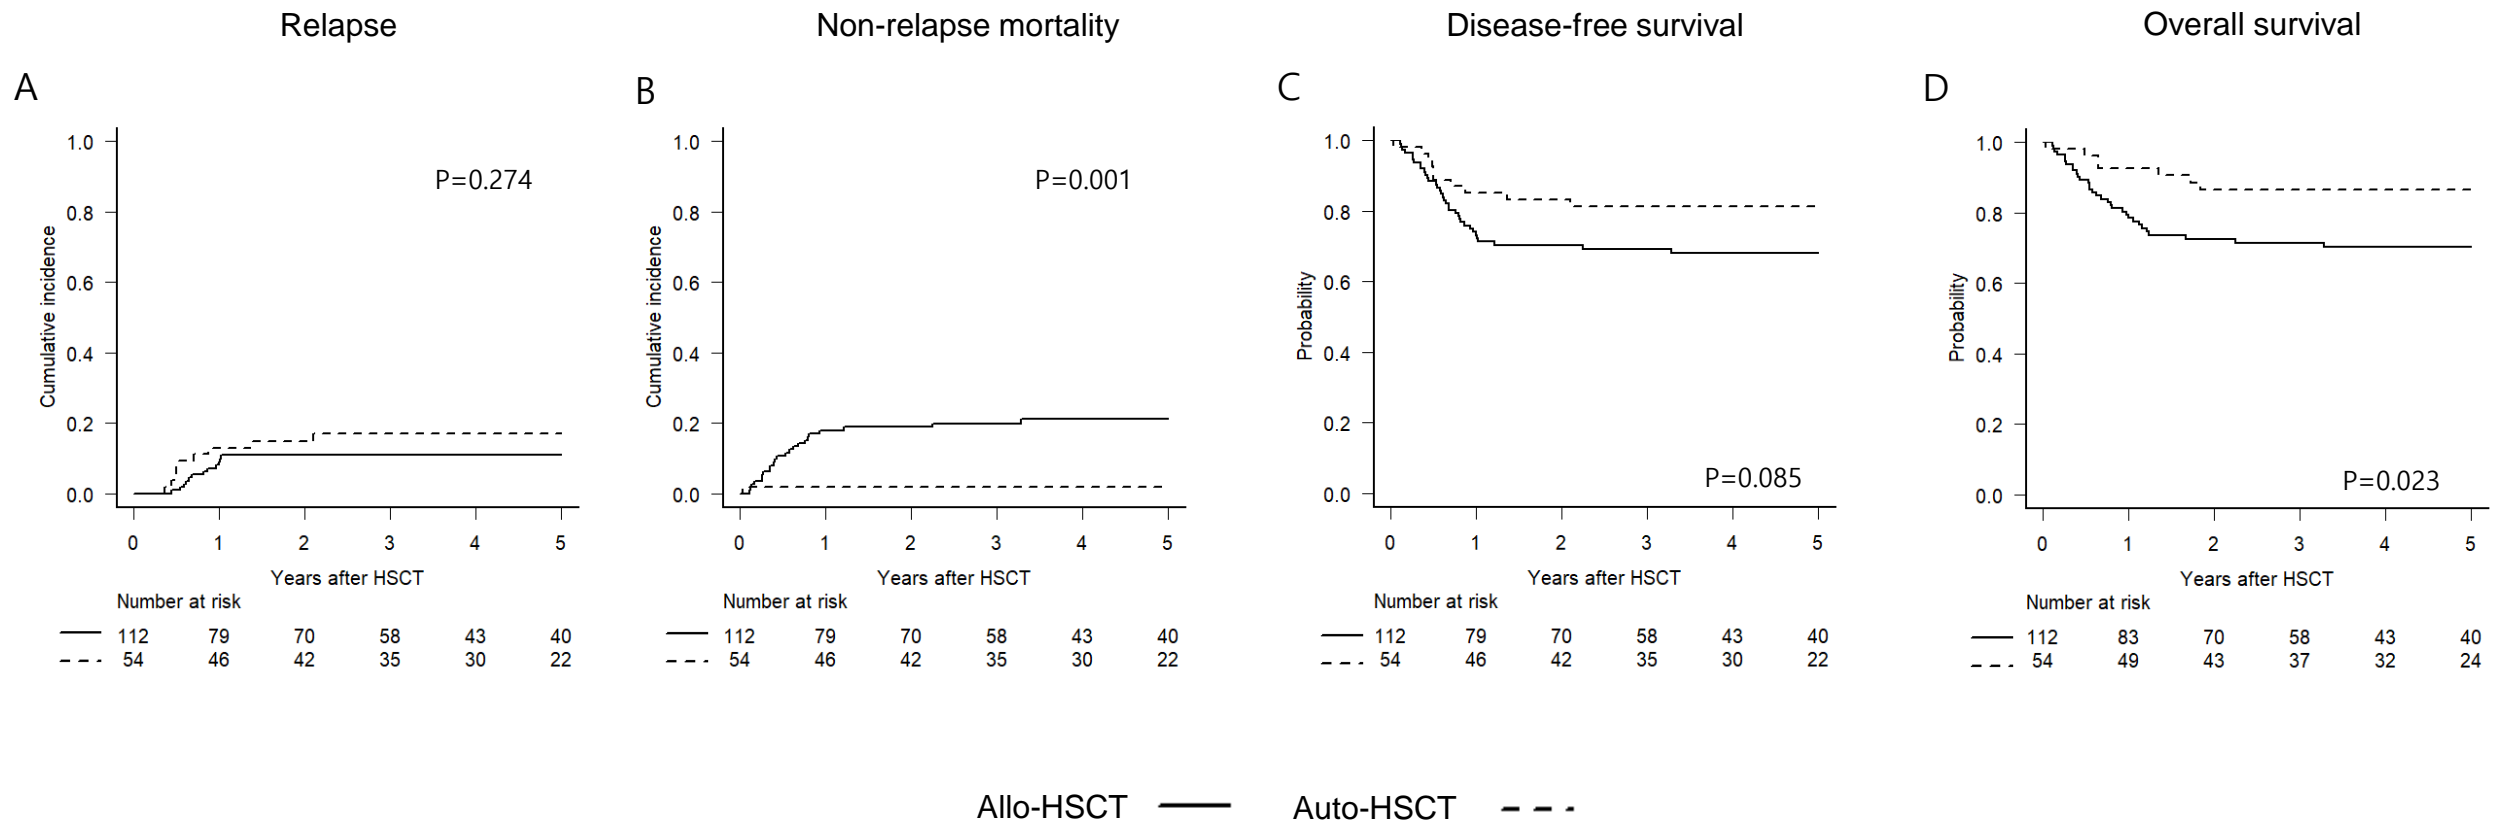 Relapse
Non-relapse mortality
Disease-free survival
Overall survival
A
1.0
0.8
0.6
0.4
0.2
0.0
Cumulative incidence
P=0.274
0 1 2 3 4 5
Years after HSCT
Number at risk
112 79 70 58 43 40
54 46 42 35 30 22
B
1.0
0.8
0.6
0.4
0.2
0.0
Cumulative incidence
P=0.001
0 1 2 3 4 5
Years after HSCT
Number at risk
112 79 70 58 43 40
54 46 42 35 30 22
C
1.0
0.8
0.6
0.4
0.2
0.0
Probability
P=0.085
0 1 2 3 4 5
Years after HSCT
Number at risk
112 79 70 58 43 40
54 46 42 35 30 22
D
1.0
0.8
0.6
0.4
0.2
0.0
Probability
P=0.023
0 1 2 3 4 5
Years after HSCT
Number at risk
112 83 70 58 43 40
54 49 43 37 32 24
Allo-HSCT
Auto-HSCT